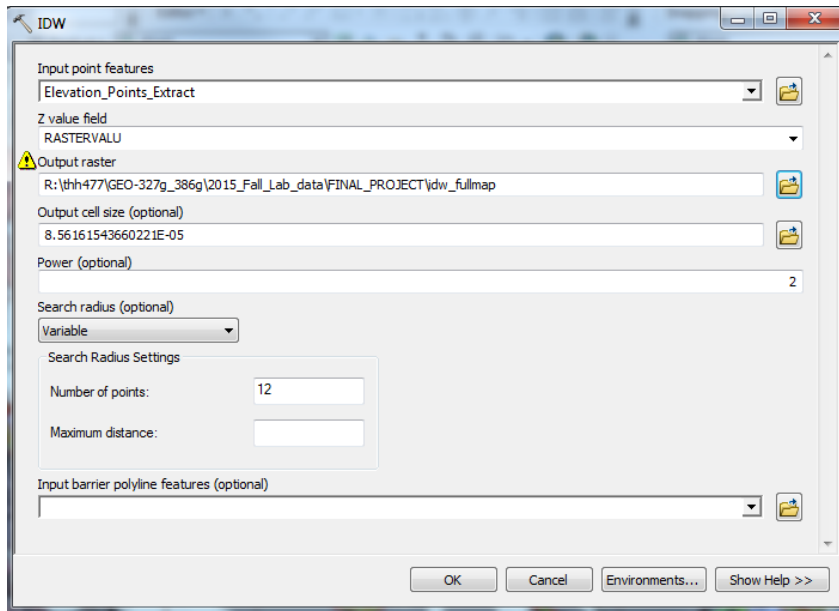 IDW
Input point features
Elevation_Points_Extract
Z value field
RASTERVALU
Output raster
R:\thh477\GEO-327g_386g\2015_Fall_Lab_data\FINAL_PROJECT\idw_fullmap
Output cell size (optional)
8.56161543660221E-05
Power (optional)
2
Search radius (optional)
Variable
Search Radius Settings
Number of points:
12
Maximum distance:
Input barrier polyline features (optional)
OK
Cancel
Environments...
Show Help >>